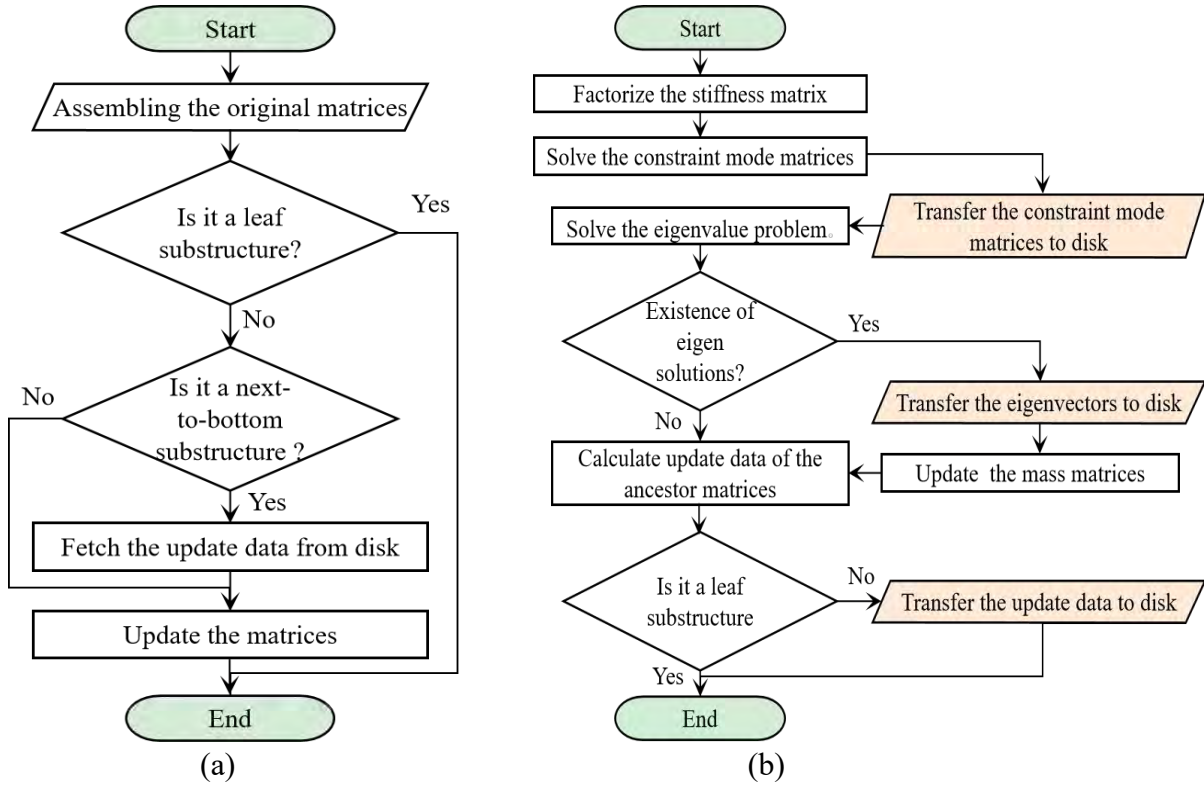 Start
Assembling the original matrices
Is it a leaf
substructure?
Yes
No
Is it a next-
to-bottom
substructure ?
No
Yes
Fetch the update data from disk
Update the matrices
End
(a)
Start
Factorize the stiffness matrix
Solve the constraint mode matrices
Transfer the constraint mode
matrices to disk
Solve the eigenvalue problem。
Existence of
eigen
solutions?
Yes
No
Transfer the eigenvectors to disk
Update the mass matrices
Calculate update data of the
ancestor matrices
Is it a leaf
substructure
No
Transfer the update data to disk
Yes
End
(b)